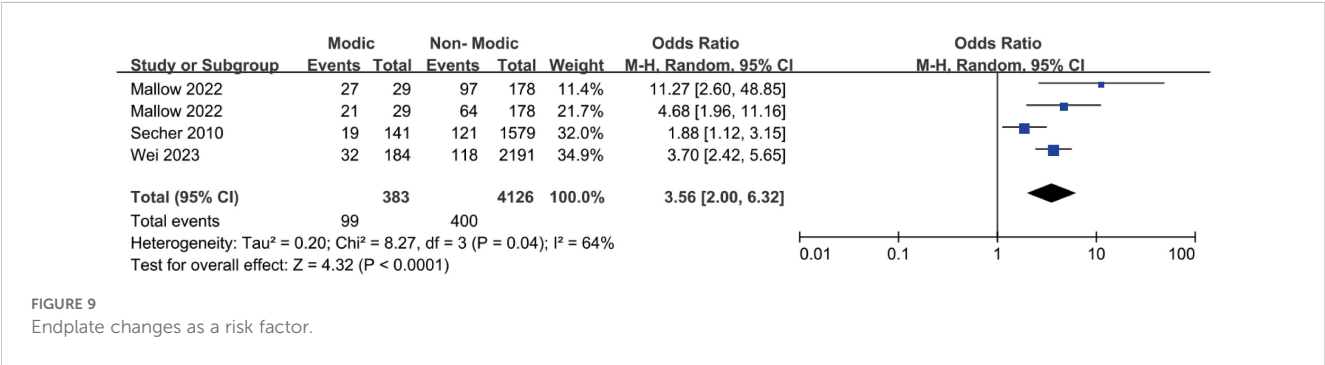 Modic Non- Modic Odds Ratio Odds Ratio
Study or Subgroup Events Total Events Total Weight M-H, Random, 95% CI M-H, Random, 95% CI
Mallow 2022 27 29 97 178 11.4% 11.27 [2.60, 48.85]
Mallow 2022 21 29 64 178 21.7% 4.68 [1.96, 11.16]
Secher 2010 19 141 121 1579 32.0% 1.88 [1.12, 3.15]
Wei 2023 32 184 118 2191 34.9% 3.70 [2.42, 5.65]
Total (95% CI) 383 4126 100.0% 3.56 [2.00, 6.32]
Total events 99 400
Heterogeneity: Tau² = 0.20; Chi² = 8.27, df = 3 (P = 0.04); I² = 64%
Test for overall effect: Z = 4.32 (P < 0.0001)
0.01 0.1 1 10 100
FIGURE 9
Endplate changes as a risk factor.